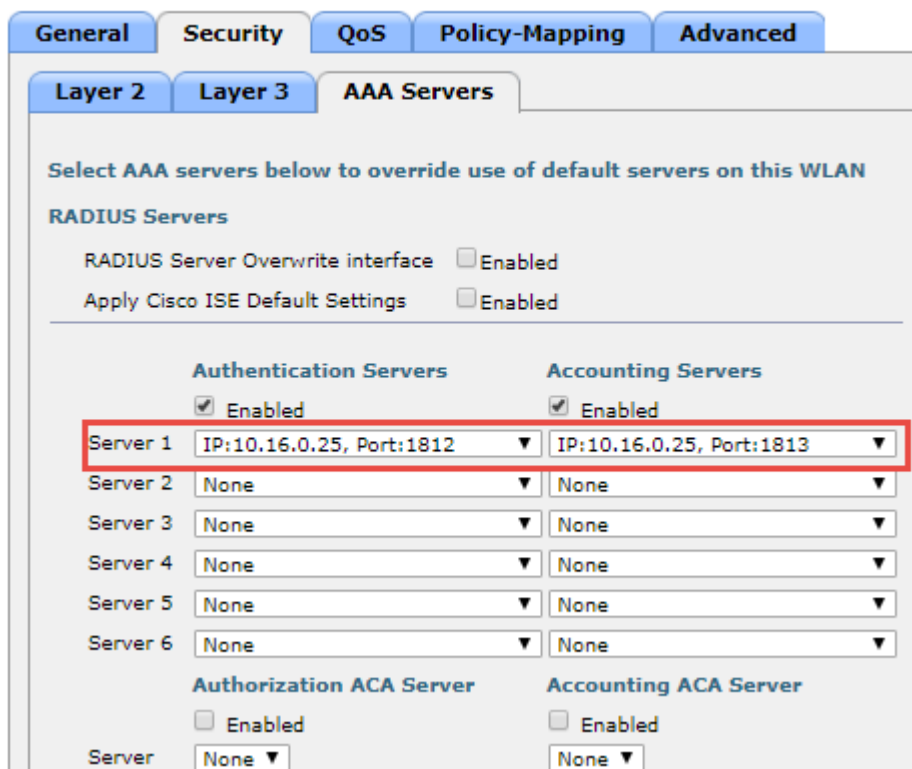 General Security QoS Policy-Mapping Advanced
Layer 2 Layer 3 AAA Servers
Select AAA servers below to override use of default servers on this WLAN
RADIUS Servers
RADIUS Server Overwrite interface Enabled
Apply Cisco ISE Default Settings Enabled
Authentication Servers Accounting Servers
Enabled Enabled
Server 1 IP:10.16.0.25, Port:1812 IP:10.16.0.25, Port:1813
Server 2 None None
Server 3 None None
Server 4 None None
Server 5 None None
Server 6 None None
Authorization ACA Server Accounting ACA Server
Enabled Enabled
Server None None